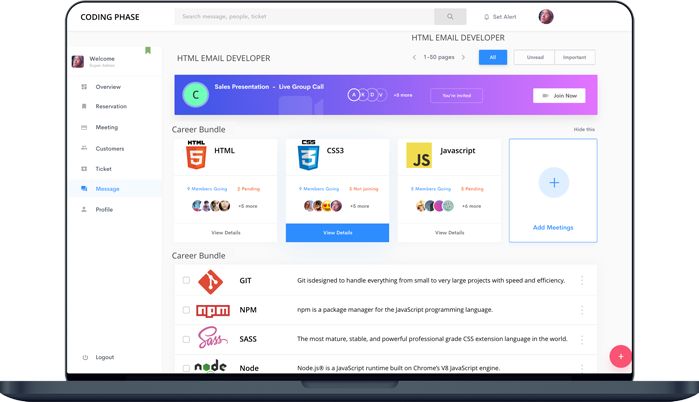 CODING PHASE
Search message, people, ticket
Set Alert
HTML EMAIL DEVELOPER
Welcome
Super Admin
HTML EMAIL DEVELOPER
1-50 pages
All
Unread
Important
Overview
Reservation
Meeting
Customers
Ticket
Message
Profile
Logout
C
Sales Presentation - Live Group Call
A K D V
+8 more
You're invited
Join Now
Career Bundle
Hide this
HTML
5
HTML
9 Members Going
2 Pending
+5 more
View Details
CSS
3
CSS3
9 Members Going
3 Not joining
+5 more
View Details
JS
Javascript
8 Members Going
5 Pending
+6 more
View Details
Add Meetings
Career Bundle
GIT
Git isdesigned to handle everything from small to very large projects with speed and efficiency.
npm
NPM
npm is a package manager for the JavaScript programming language.
Sass
SASS
The most mature, stable, and powerful professional grade CSS extension language in the world.
node
Node
Node.js® is a JavaScript runtime built on Chrome's V8 JavaScript engine.